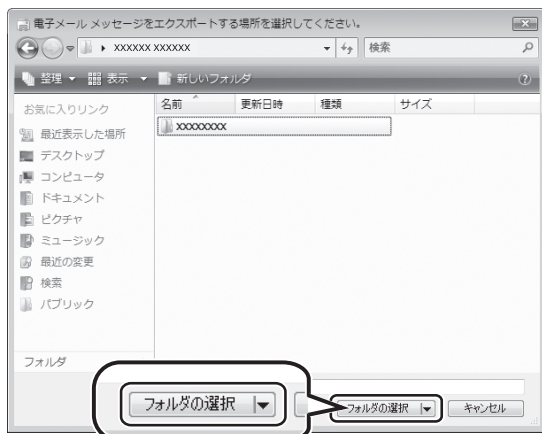 電子メール メッセージをエクスポートする場所を選択してください。
xxxxxx xxxxxx
検索
整理 表示 新しいフォルダ
お気に入りリンク
最近表示した場所
デスクトップ
コンピュータ
ドキュメント
ピクチャ
ミュージック
最近の変更
検索
パブリック
フォルダ
名前 更新日時 種類 サイズ
xxxxxxxx
フォルダの選択
フォルダの選択 キャンセル